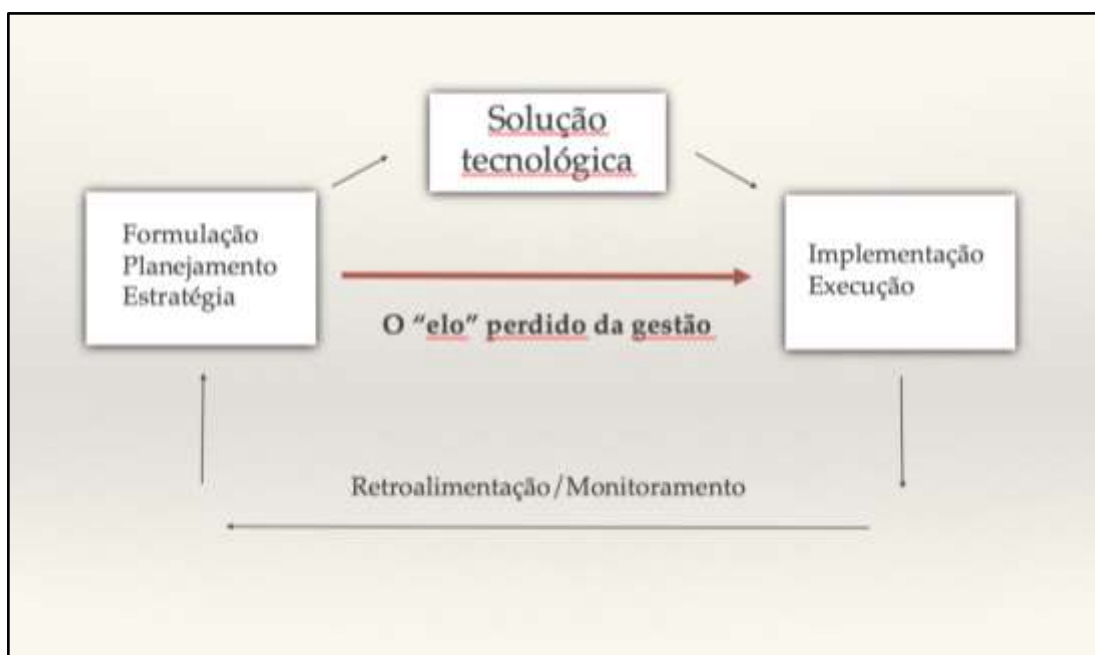 Solução
tecnológica
Formulação
Planejamento
Estratégia
Implementação
Execução
O “elo” perdido da gestão
Retroalimentação/Monitoramento